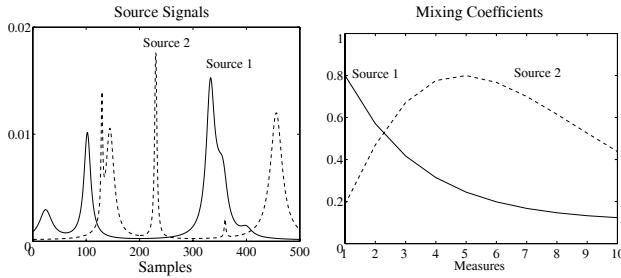 Source Signals
0.02
0.01
0
Source 2
Source 1
0 100 200 300 400 500
Samples
Mixing Coefficients
1
0.8
0.6
0.4
0.2
0
Source 1
Source 2
1 2 3 4 5 6 7 8 9 10
Measures